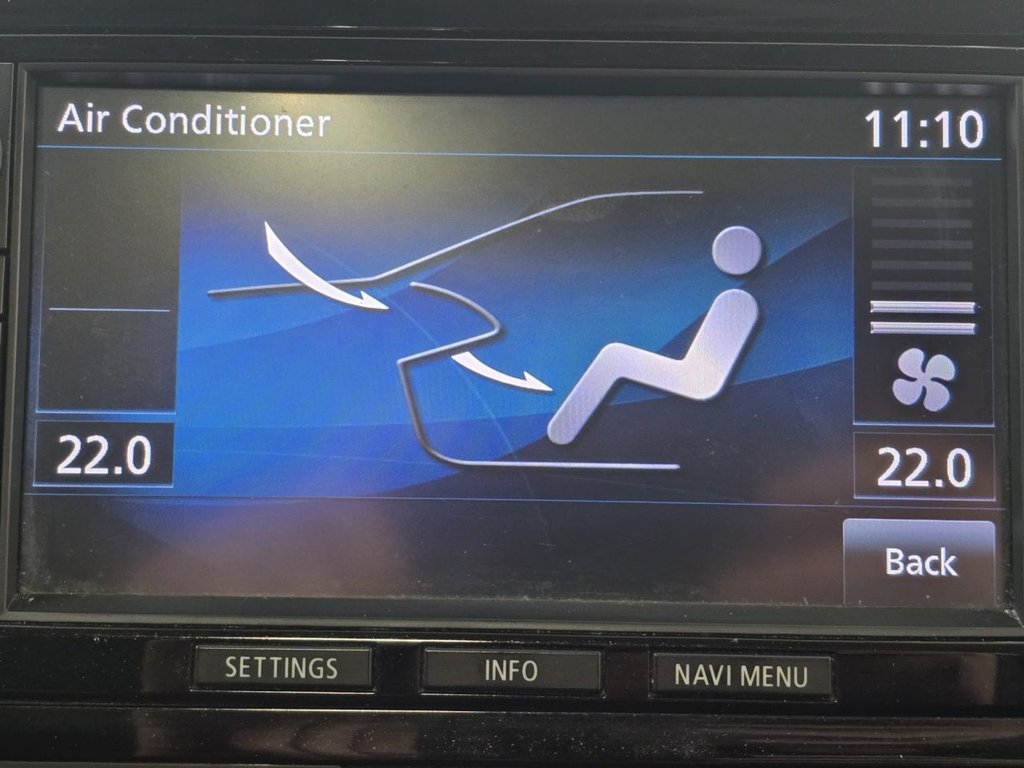 Air Conditioner
11:10
22.0
22.0
Back
SETTINGS
INFO
NAVI MENU